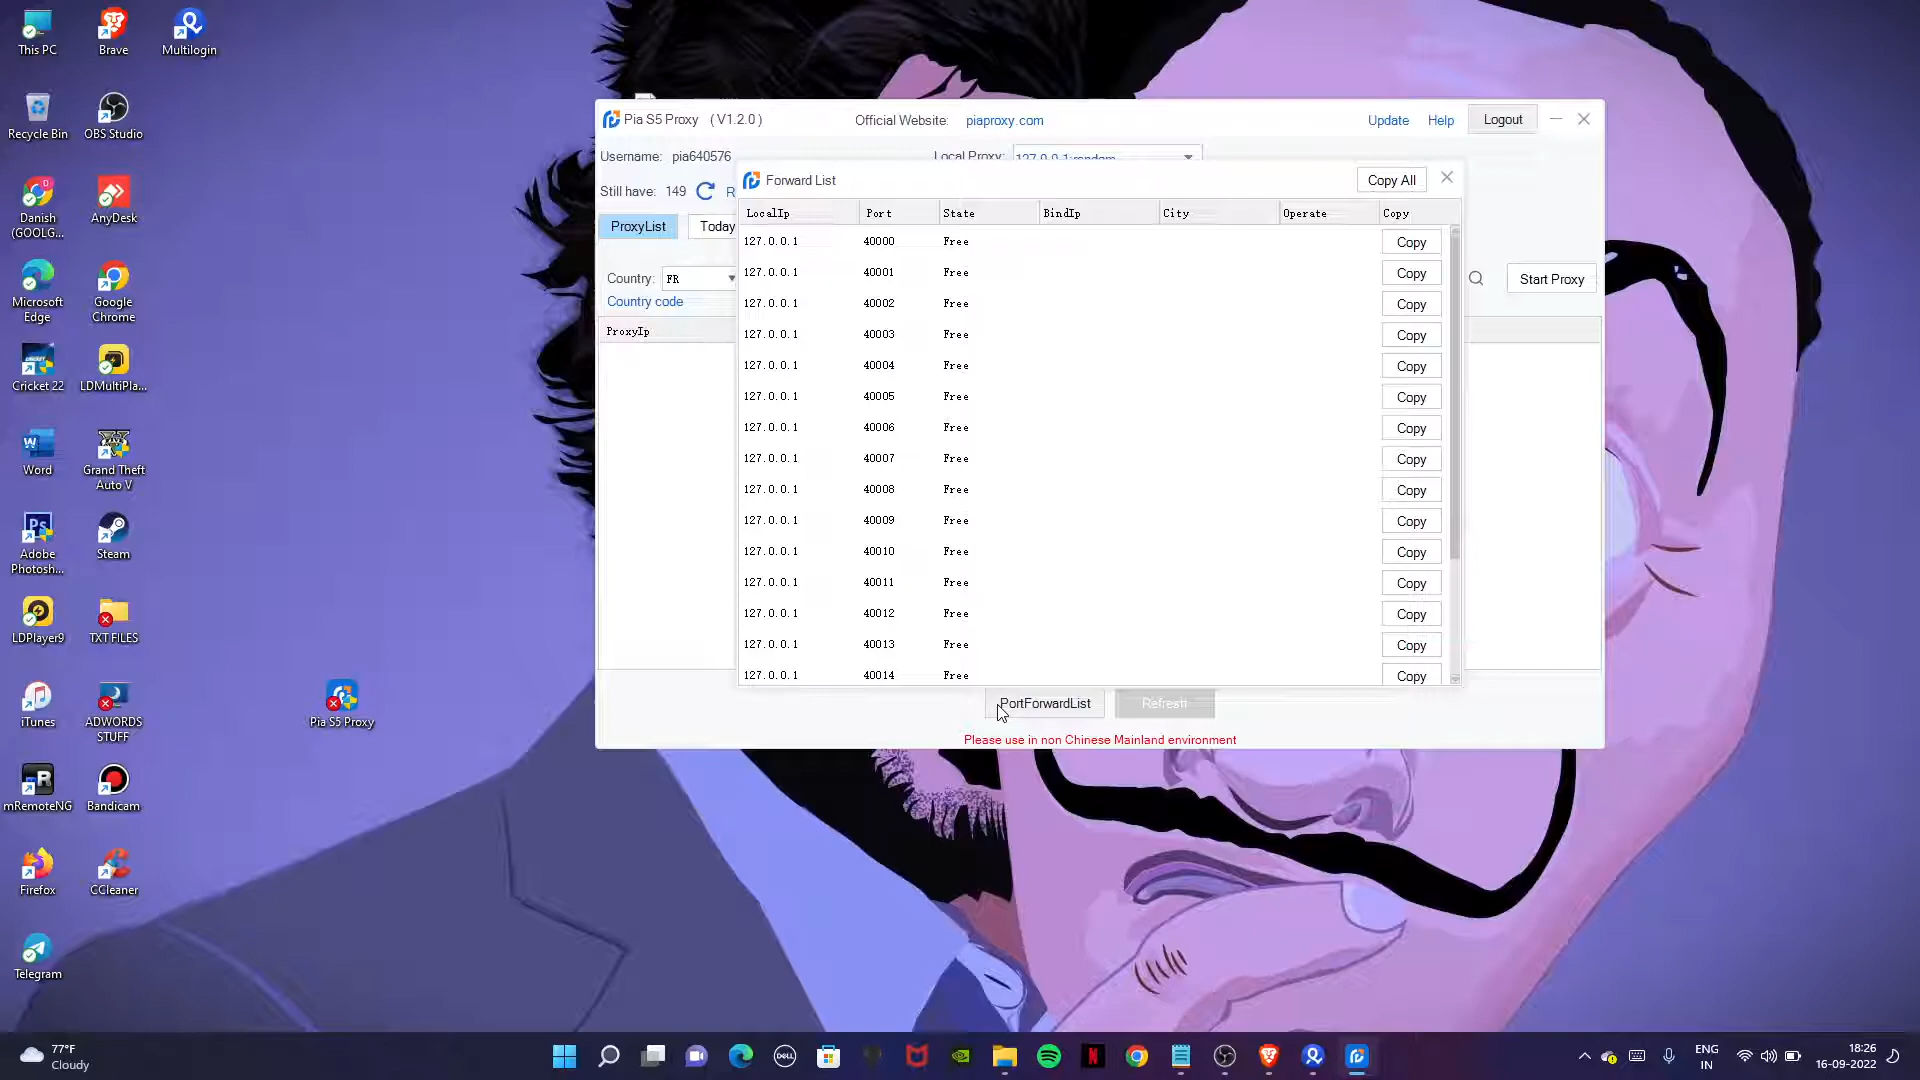 This PC
Brave
Multilogin
Recycle Bin
OBS Studio
Danish
(GOOLG...
AnyDesk
Microsoft
Edge
Google
Chrome
Cricket 22
LDMultiPla...
Word
Grand Theft
Auto V
Adobe
Photosh...
Steam
LDPlayer9
TXT FILES
iTunes
ADWORDS
STUFF
Pia S5 Proxy
mRemoteNG
Bandicam
Firefox
CCleaner
Telegram
Pia S5 Proxy ( V1.2.0 )
Official Website: piaproxy.com
Update Help Logout
Username: pia640576
Local Proxy: 127.0.0.1:random
Still have: 149
ProxyList Today
Country: FR
Country code
Start Proxy
ProxyIp
Forward List
Copy All
LocalIp Port State BindIp City Operate Copy
127.0.0.1 40000 Free Copy
127.0.0.1 40001 Free Copy
127.0.0.1 40002 Free Copy
127.0.0.1 40003 Free Copy
127.0.0.1 40004 Free Copy
127.0.0.1 40005 Free Copy
127.0.0.1 40006 Free Copy
127.0.0.1 40007 Free Copy
127.0.0.1 40008 Free Copy
127.0.0.1 40009 Free Copy
127.0.0.1 40010 Free Copy
127.0.0.1 40011 Free Copy
127.0.0.1 40012 Free Copy
127.0.0.1 40013 Free Copy
127.0.0.1 40014 Free Copy
PortForwardList Refresh
Please use in non Chinese Mainland environment
77°F
Cloudy
ENG
IN
18:26
16-09-2022